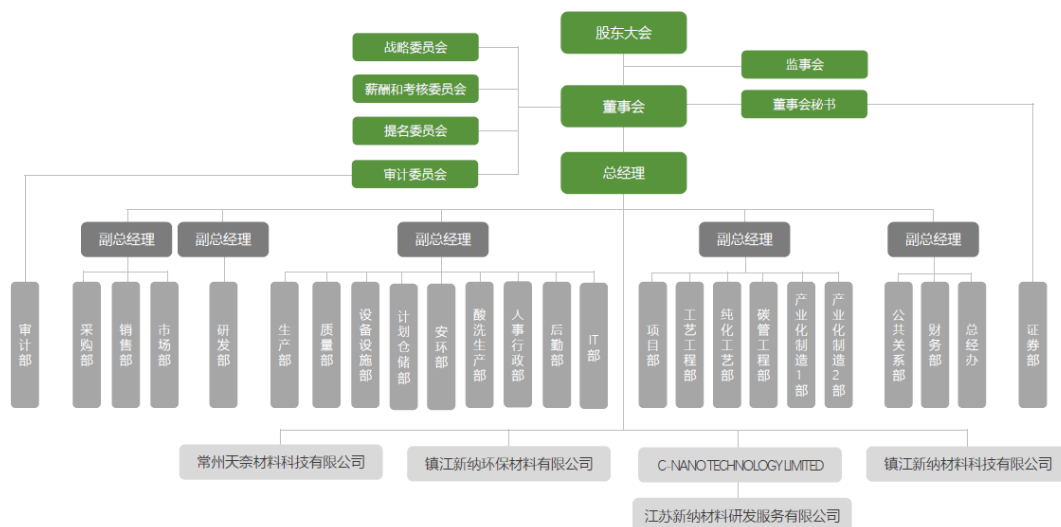 股东大会
战略委员会
监事会
薪酬和考核委员会
董事会
董事会秘书
提名委员会
审计委员会
总经理
副总经理
副总经理
副总经理
副总经理
副总经理
审计部
采购部
销售部
市场部
研发部
生产部
质量部
设备设施部
计划仓储部
安环部
酸洗生产部
人事行政部
后勤部
IT部
项目部
工艺工程部
纯化工艺部
碳管工程部
产业化制造1部
产业化制造2部
公共关系部
财务部
总经办
证券部
常州天奈材料科技有限公司
镇江新纳环保材料有限公司
C-NANO TECHNOLOGY LIMITED
镇江新纳材料科技有限公司
江苏新纳材料研发服务有限公司